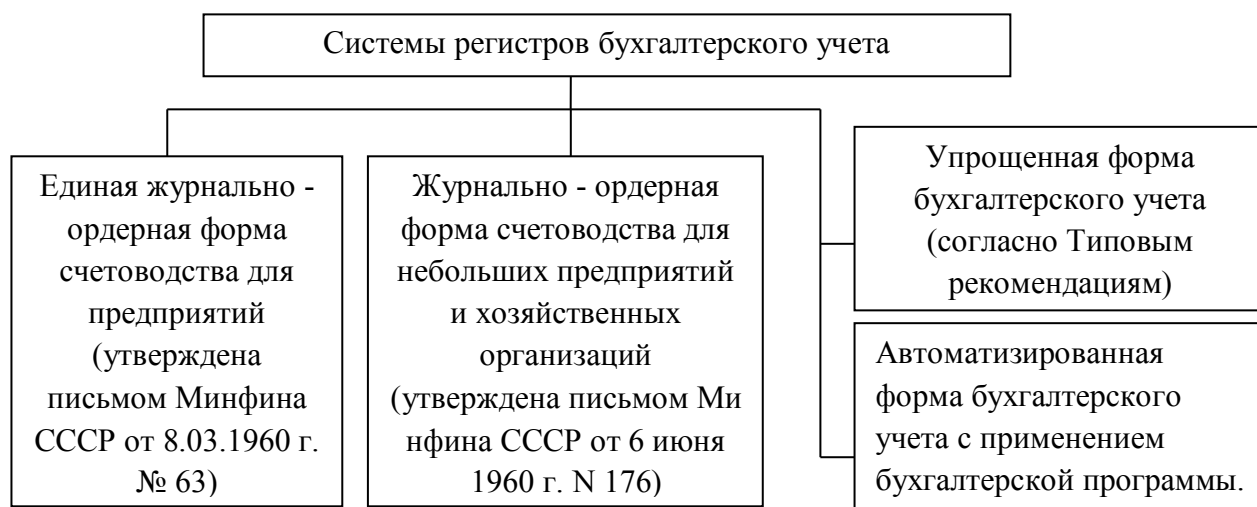 Системы регистров бухгалтерского учета
Единая журнально -
ордерная форма
счетоводства для
предприятий
(утверждена
письмом Минфина
СССР от 8.03.1960 г.
№ 63)
Журнально - ордерная
форма счетоводства для
небольших предприятий
и хозяйственных
организаций
(утверждена письмом Ми
нфина СССР от 6 июня
1960 г. N 176)
Упрощенная форма
бухгалтерского учета
(согласно Типовым
рекомендациям)
Автоматизированная
форма бухгалтерского
учета с применением
бухгалтерской программы.